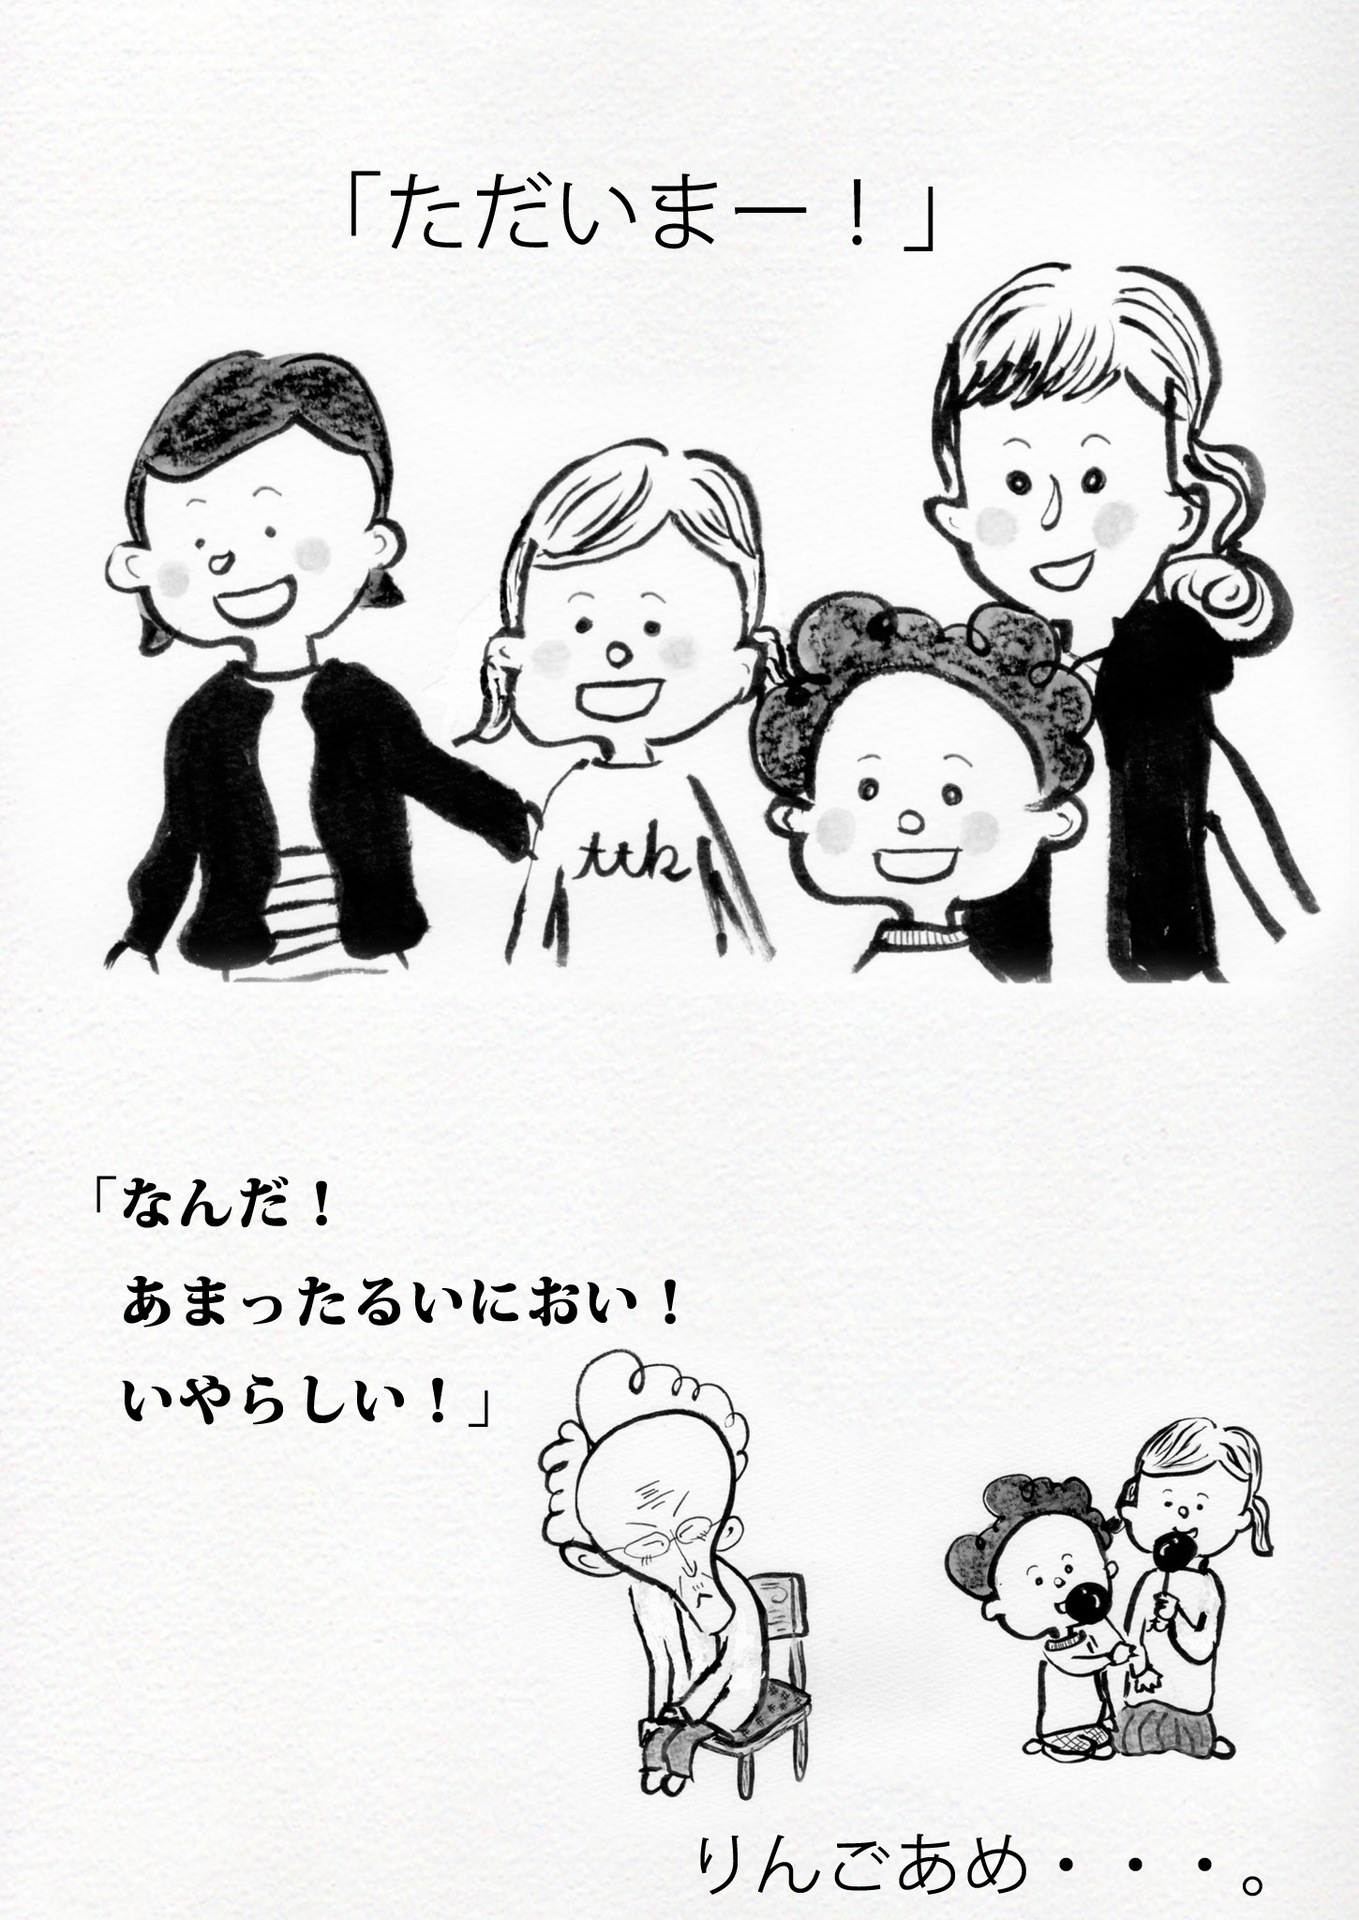 「ただいまー！」
ttk
「なんだ！
あまったるいにおい！
いやらしい！」
りんごあめ・・・。